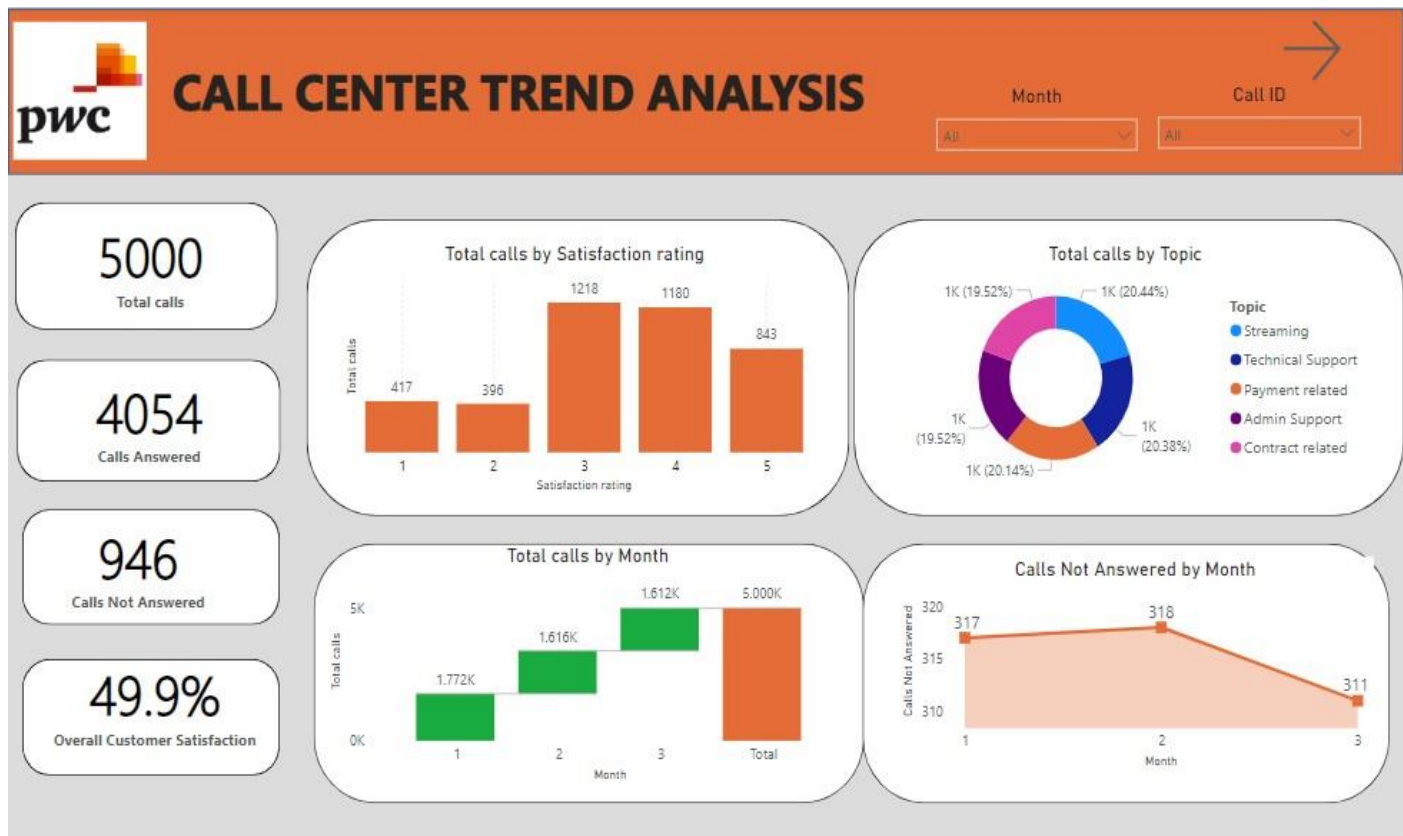 pwc
CALL CENTER TREND ANALYSIS
Month
Call ID
All
All
5000
Total calls
4054
Calls Answered
946
Calls Not Answered
49.9%
Overall Customer Satisfaction
Total calls by Satisfaction rating
Total calls
417
396
1218
1180
843
1
2
3
4
5
Satisfaction rating
Total calls by Topic
1K (19.52%)
1K (20.44%)
1K
(19.52%)
1K
(20.38%)
1K (20.14%)
Topic
Streaming
Technical Support
Payment related
Admin Support
Contract related
Total calls by Month
Total calls
5K
0K
1.772K
1.616K
1.612K
5.000K
1
2
3
Total
Month
Calls Not Answered by Month
Calls Not Answered
320
315
310
317
318
311
1
2
3
Month